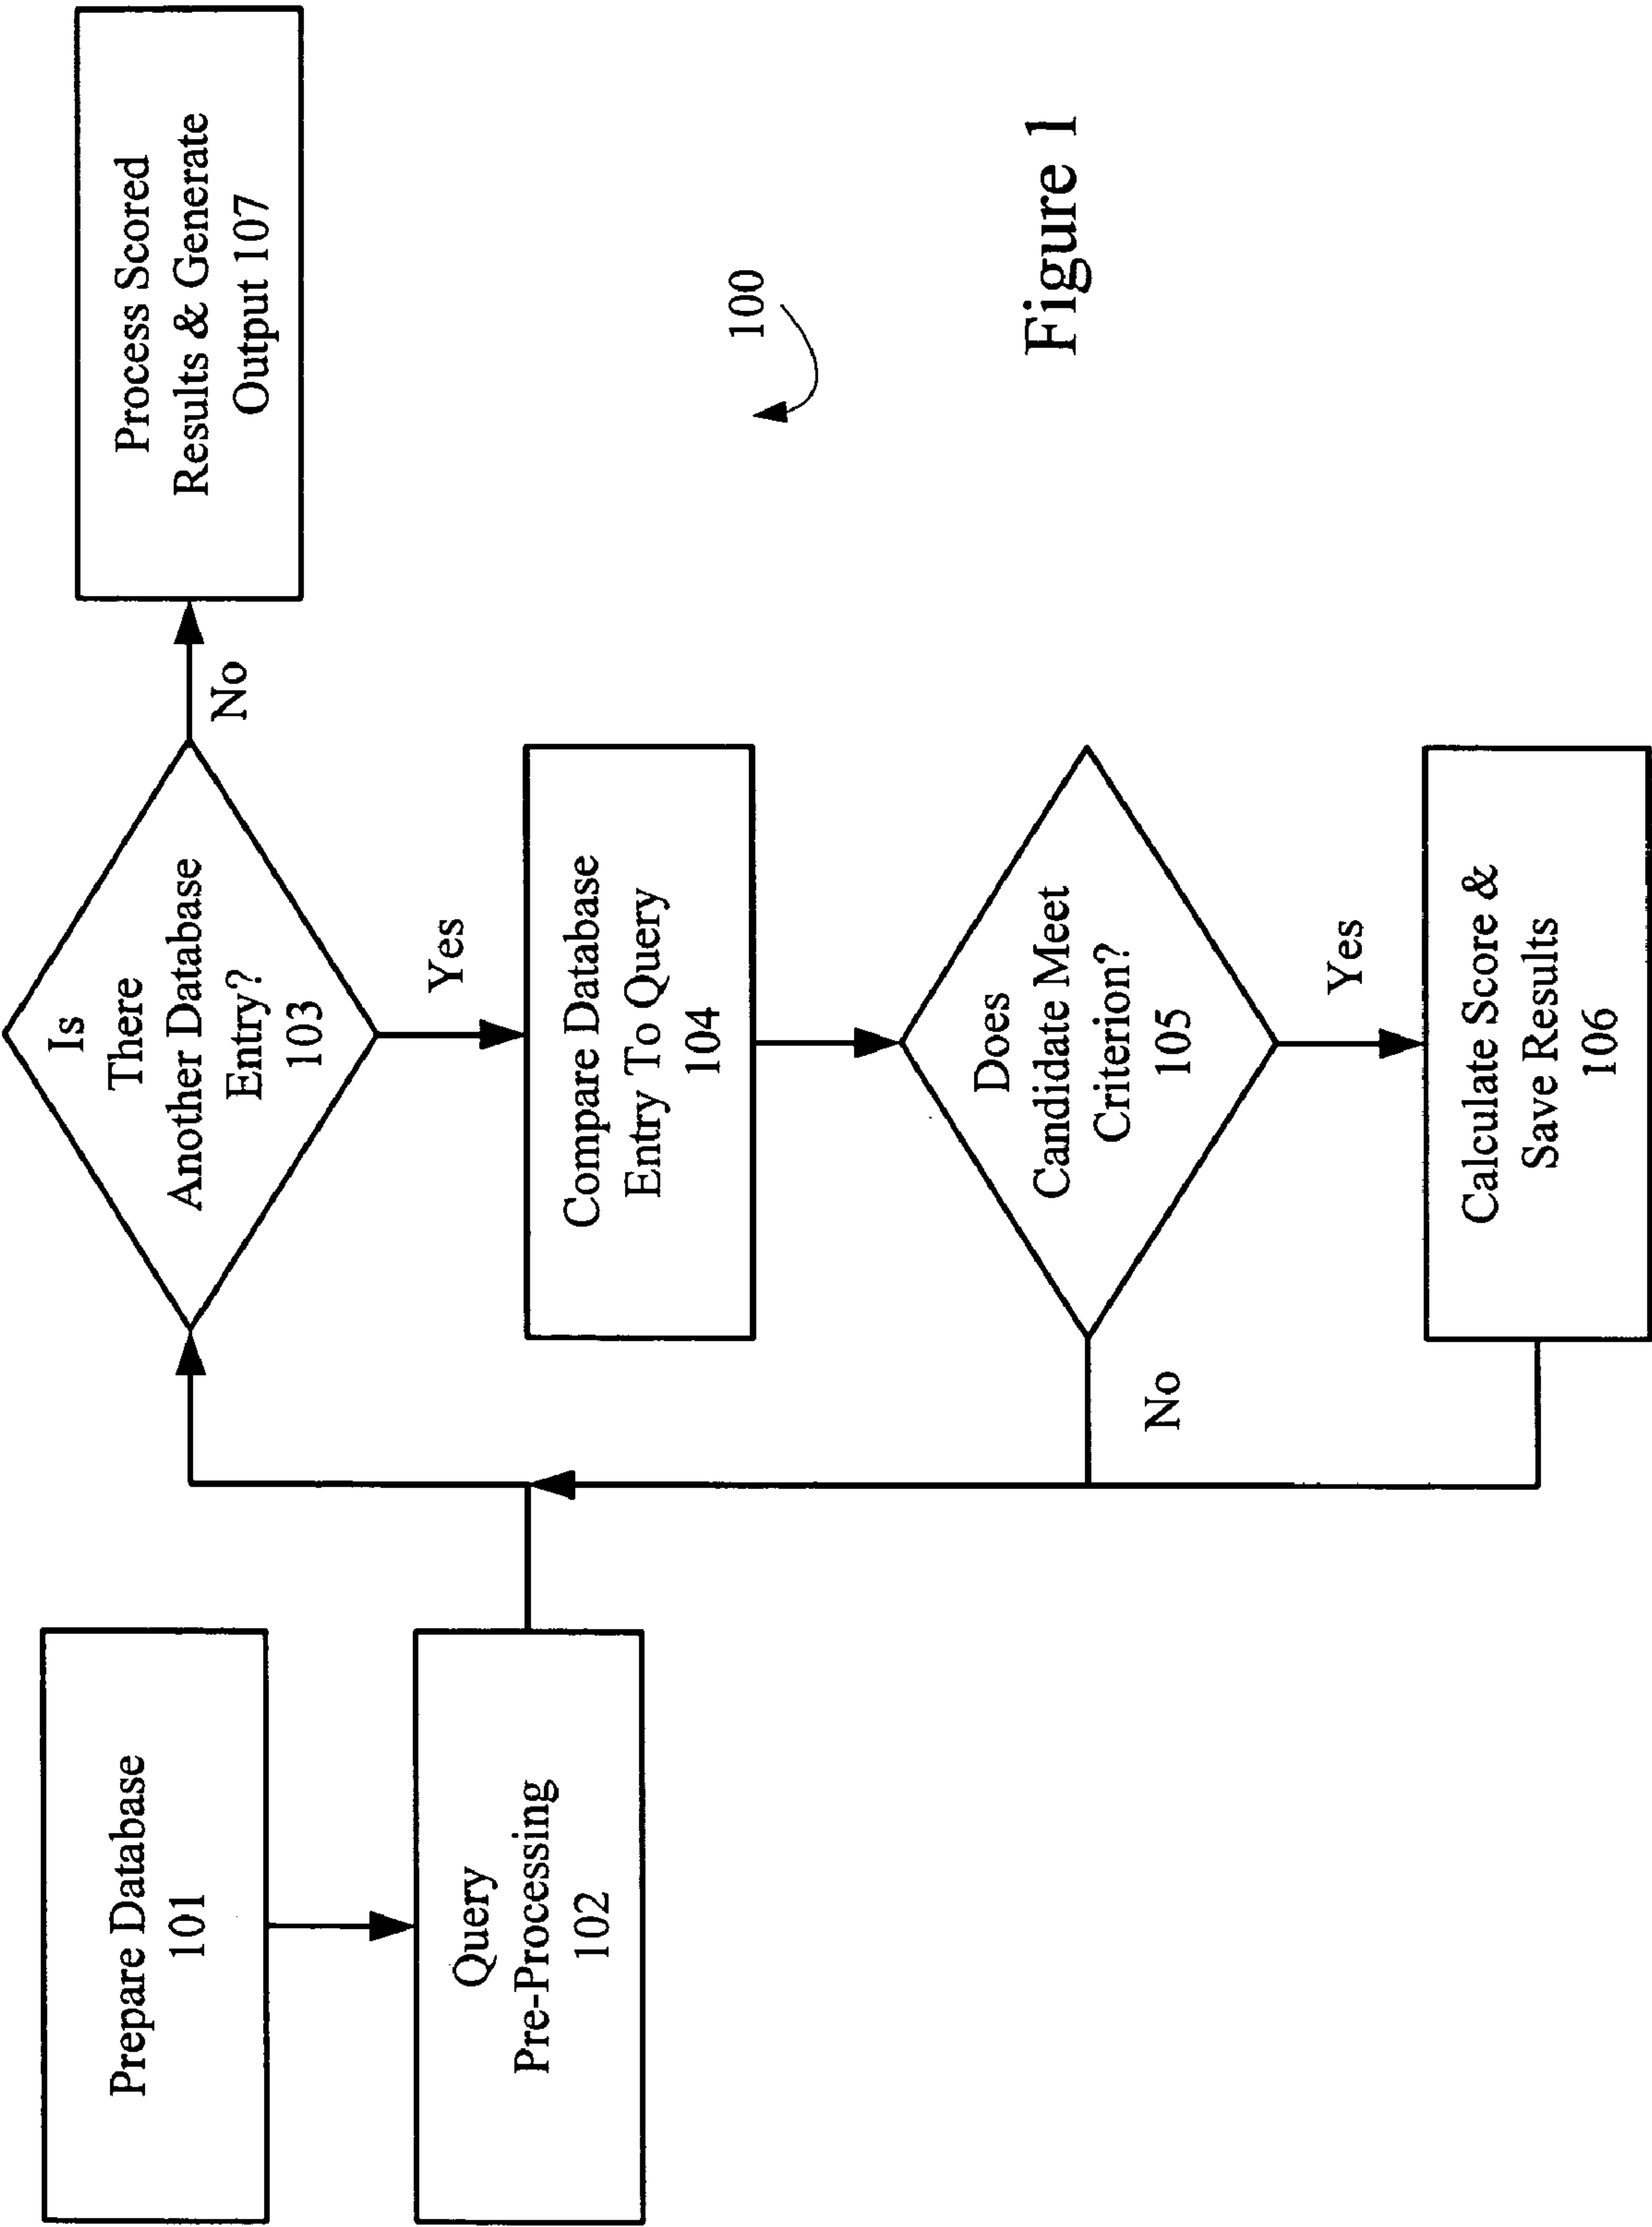 Prepare Database
101
Query
Pre-Processing
102
Is
There
Another Database
Entry?
103
No
Yes
Process Scored
Results & Generate
Output 107
Compare Database
Entry To Query
104
Does
Candidate Meet
Criterion?
105
No
Yes
Calculate Score &
Save Results
106
100
Figure 1